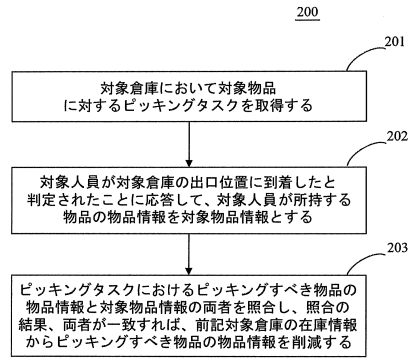 200
201
対象倉庫において対象物品
に対するピッキングタスクを取得する
202
対象人員が対象倉庫の出口位置に到着したと
判定されたことに応答して、対象人員が所持する
物品の物品情報を対象物品情報とする
203
ピッキングタスクにおけるピッキングすべき物品の
物品情報と対象物品情報の両者を照合し、照合の
結果、両者が一致すれば、前記対象倉庫の在庫情報
からピッキングすべき物品の物品情報を削減する